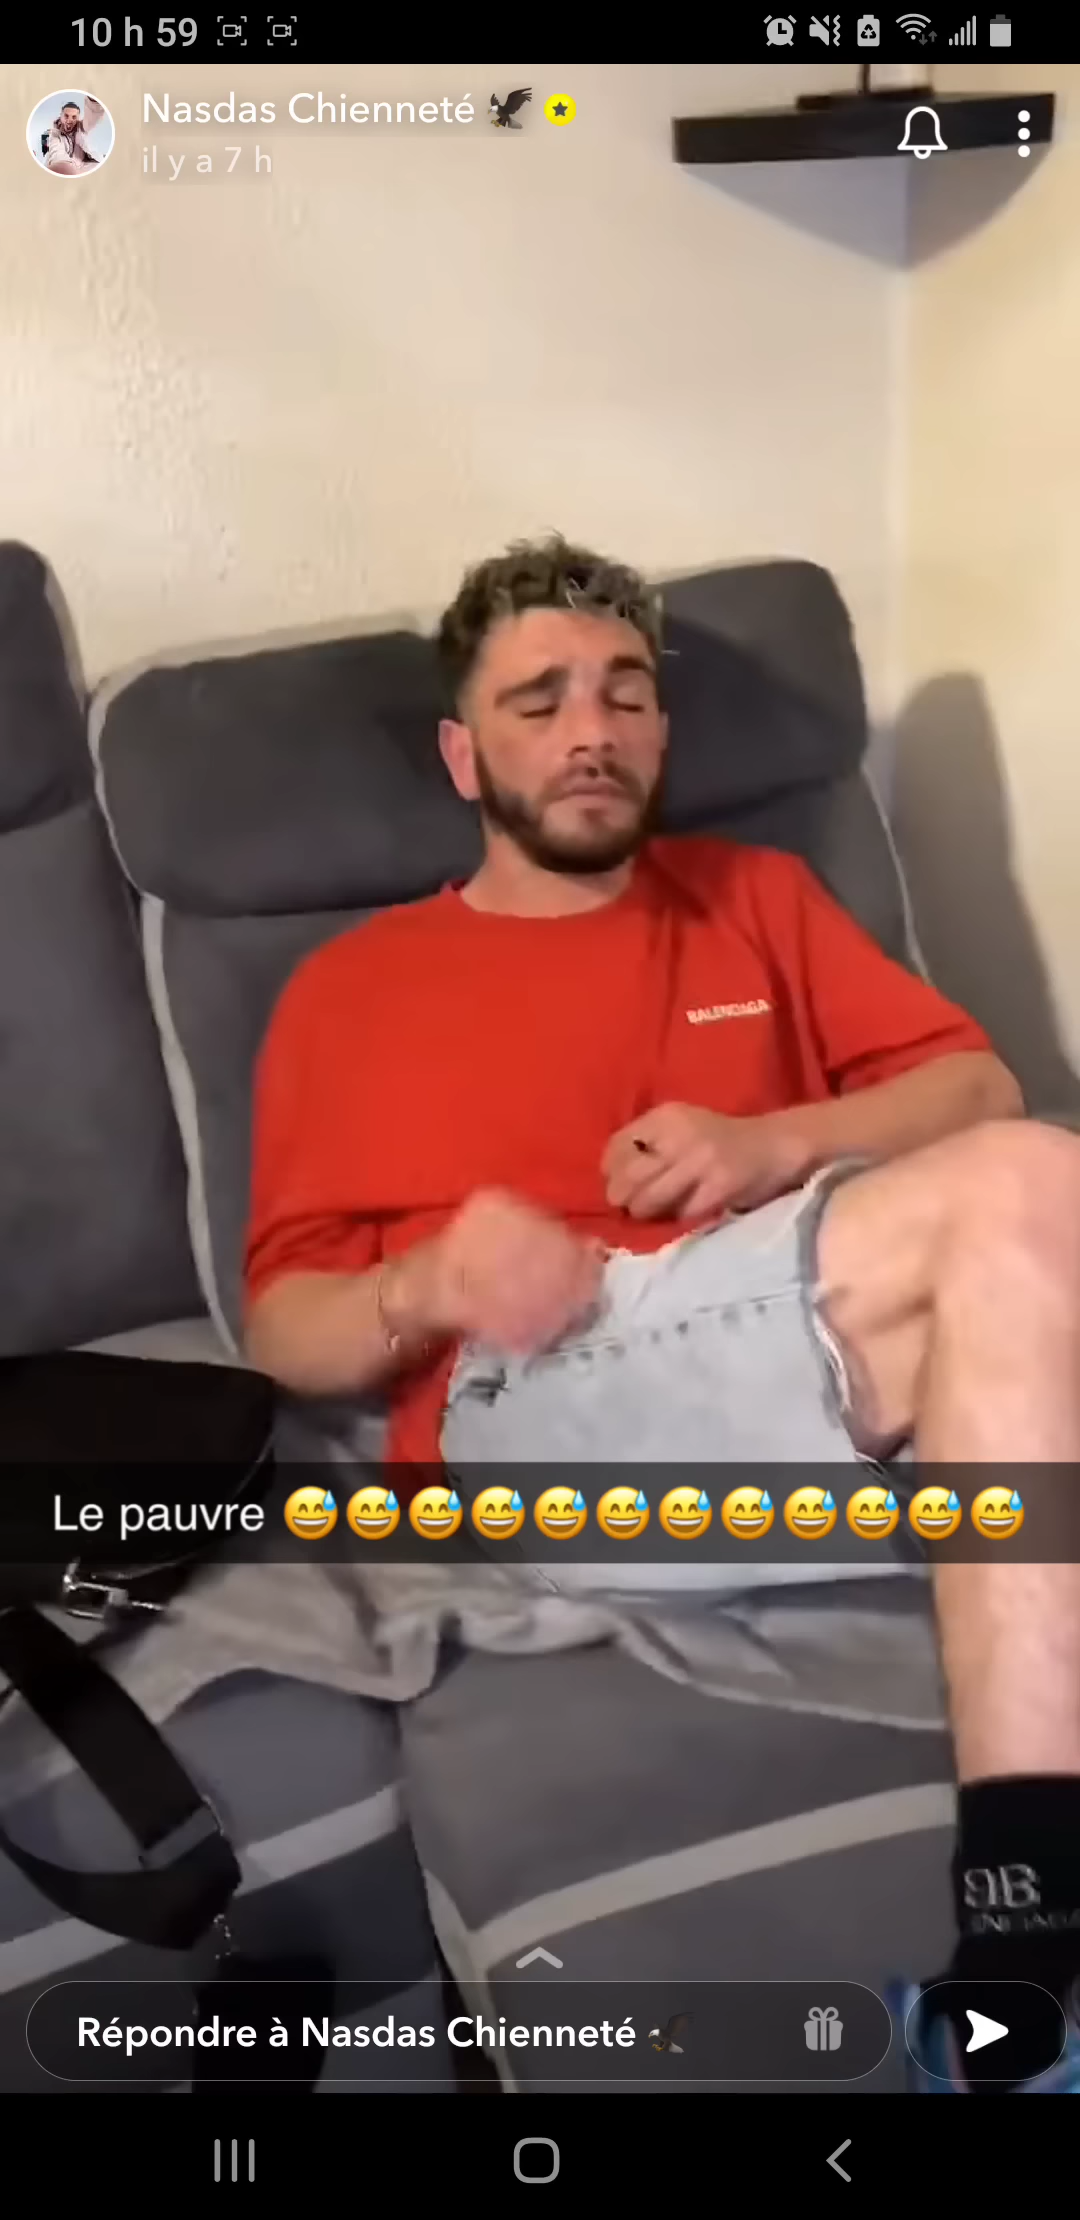 10 h 59
Nasdas Chienneté 🦅
il y a 7 h
BALENCIAGA
Le pauvre 😅😅😅😅😅😅😅😅😅😅😅😅
Répondre à Nasdas Chienneté 🦅